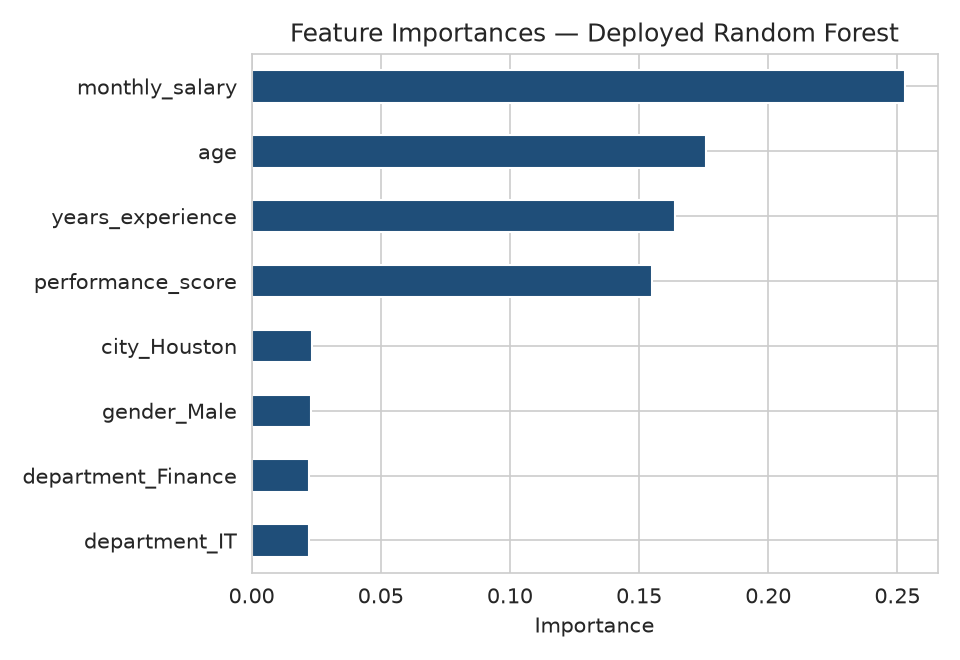 Feature Importances — Deployed Random Forest
monthly_salary
age
years_experience
performance_score
city_Houston
gender_Male
department_Finance
department_IT
0.00 0.05 0.10 0.15 0.20 0.25
Importance